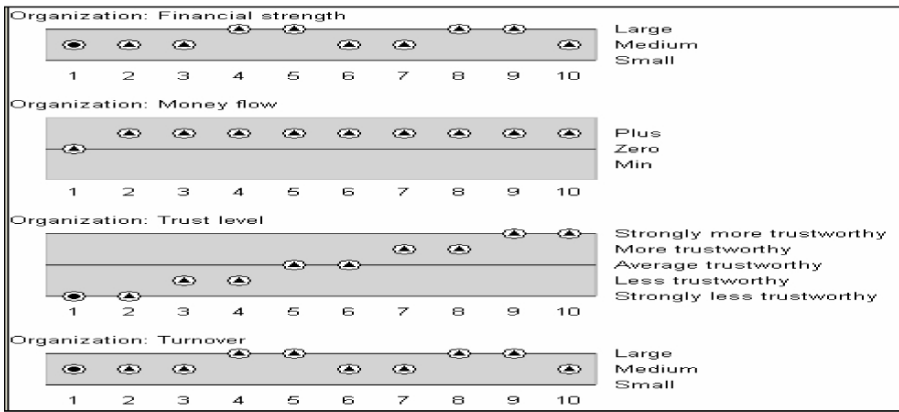 Organization: Financial strength
Large
Medium
Small
1 2 3 4 5 6 7 8 9 10
Organization: Money flow
Plus
Zero
Min
1 2 3 4 5 6 7 8 9 10
Organization: Trust level
Strongly more trustworthy
More trustworthy
Average trustworthy
Less trustworthy
Strongly less trustworthy
1 2 3 4 5 6 7 8 9 10
Organization: Turnover
Large
Medium
Small
1 2 3 4 5 6 7 8 9 10